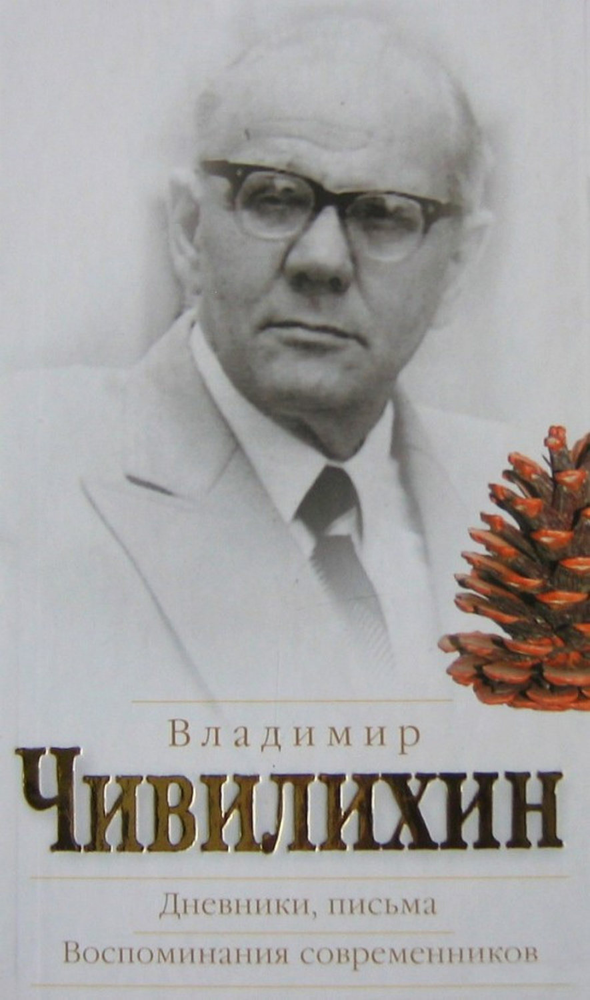 Владимир
Чивилихин
Дневники, письма
Воспоминания современников